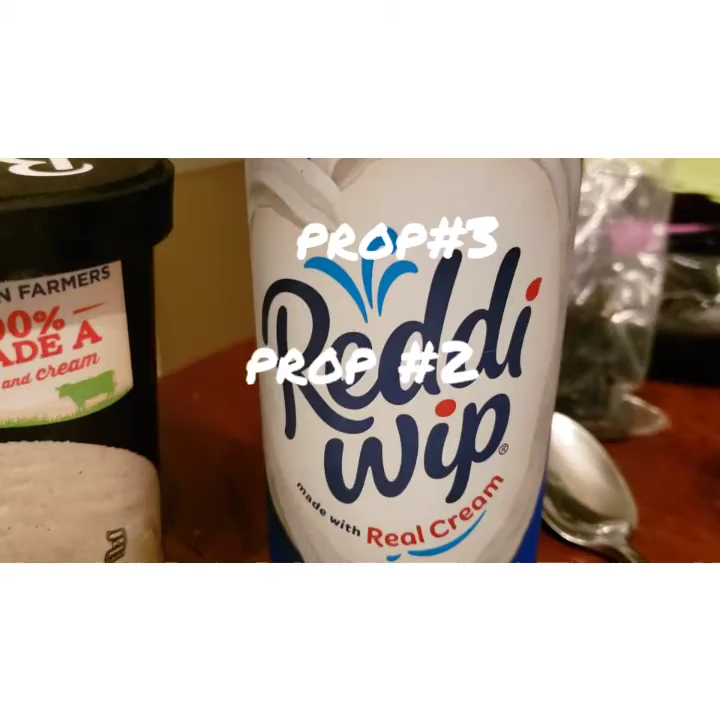 N FARMERS
00%
ADE A
and cream
PROP#3
Reddi
PROP #2
wip®
made with Real Cream